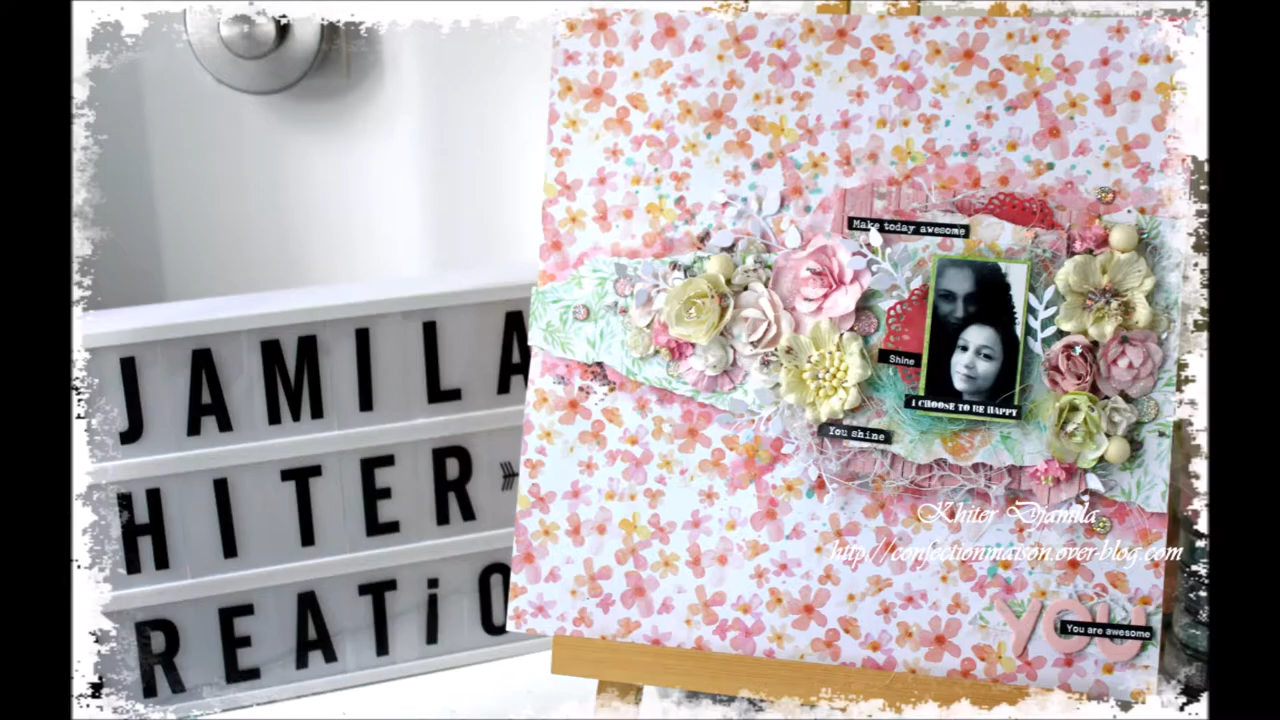 JAMILA
HITER
REATiO
Make today awesome
Shine
i CHOOSE TO BE HAPPY
You shine
Khiter Djamila
http//confectionmaison.over-blog.com
YOU
You are awesome